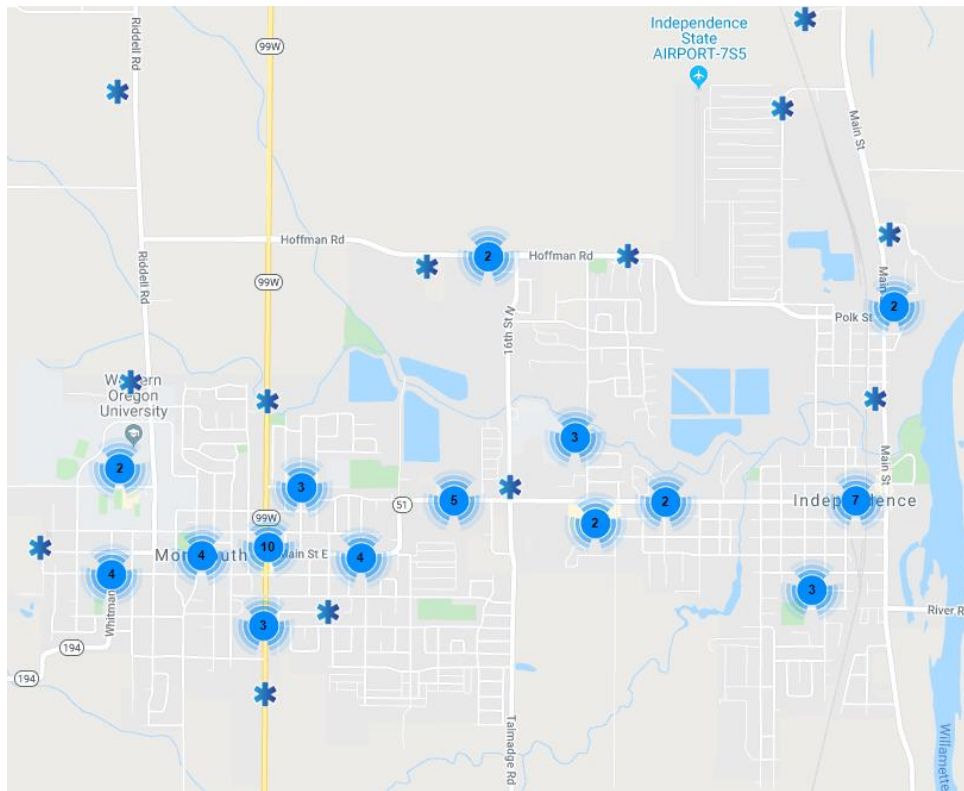 Independence
State
AIRPORT-7S5
Riddell Rd
99W
Main St
Hoffman Rd
2
Hoffman Rd
99W
Riddell Rd
Main
2
Polk St
16th St N
Western
Oregon
University
3
Main St
2
3
51
5
2
Independence
7
99W
2
10
Monmouth
4
Main St E
4
4
3
Whitman
3
River R
194
194
Talmadge Rd
Willamette